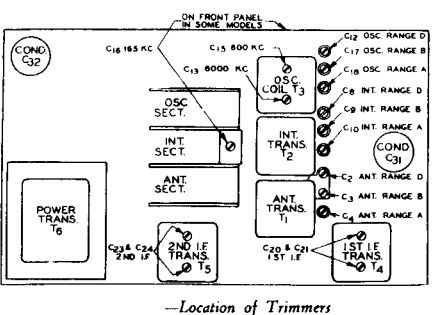 ON FRONT PANEL
IN SOME MODELS
COND.
C32
C16 165 KC
C15 600 KC
C13 6000 KC
OSC.
COIL T3
C12 OSC. RANGE D
C17 OSC. RANGE B
C18 OSC. RANGE A
C8 INT. RANGE D
C9 INT. RANGE B
C10 INT. RANGE A
COND.
C31
C2 ANT. RANGE D
C3 ANT. RANGE B
C4 ANT. RANGE A
OSC
SECT.
INT.
SECT.
ANT.
SECT.
INT.
TRANS.
T2
ANT.
TRANS.
T1
POWER
TRANS.
T6
C23 & C24
2ND I.F
2ND I.F
TRANS.
T5
C20 & C21
1ST I.F
1ST I.F
TRANS.
T4
—Location of Trimmers